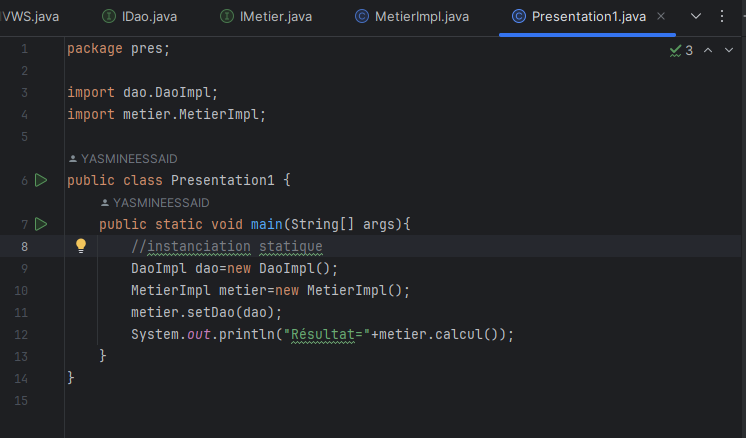 VWS.java IDao.java IMetier.java MetierImpl.java Presentation1.java
1 package pres;
3
2
3 import dao.DaoImpl;
4 import metier.MetierImpl;
5
YASMINEESSAID
6 public class Presentation1 {
YASMINEESSAID
7 public static void main(String[] args){
8 //instanciation statique
9 DaoImpl dao=new DaoImpl();
10 MetierImpl metier=new MetierImpl();
11 metier.setDao(dao);
12 System.out.println("Résultat="+metier.calcul());
13 }
14 }
15